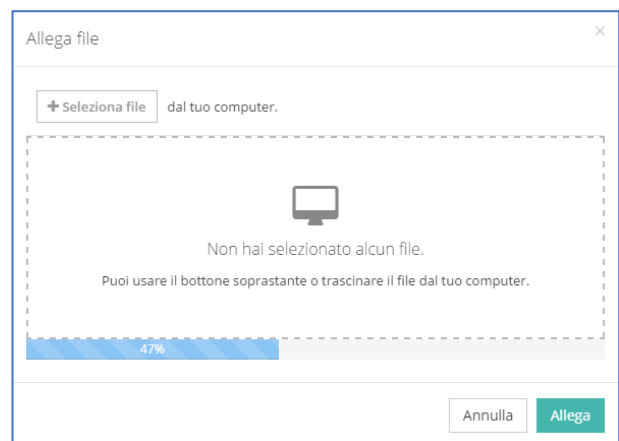 Allega file
×
+ Seleziona file dal tuo computer.
Non hai selezionato alcun file.
Puoi usare il bottone soprastante o trascinare il file dal tuo computer.
47%
Annulla Allega